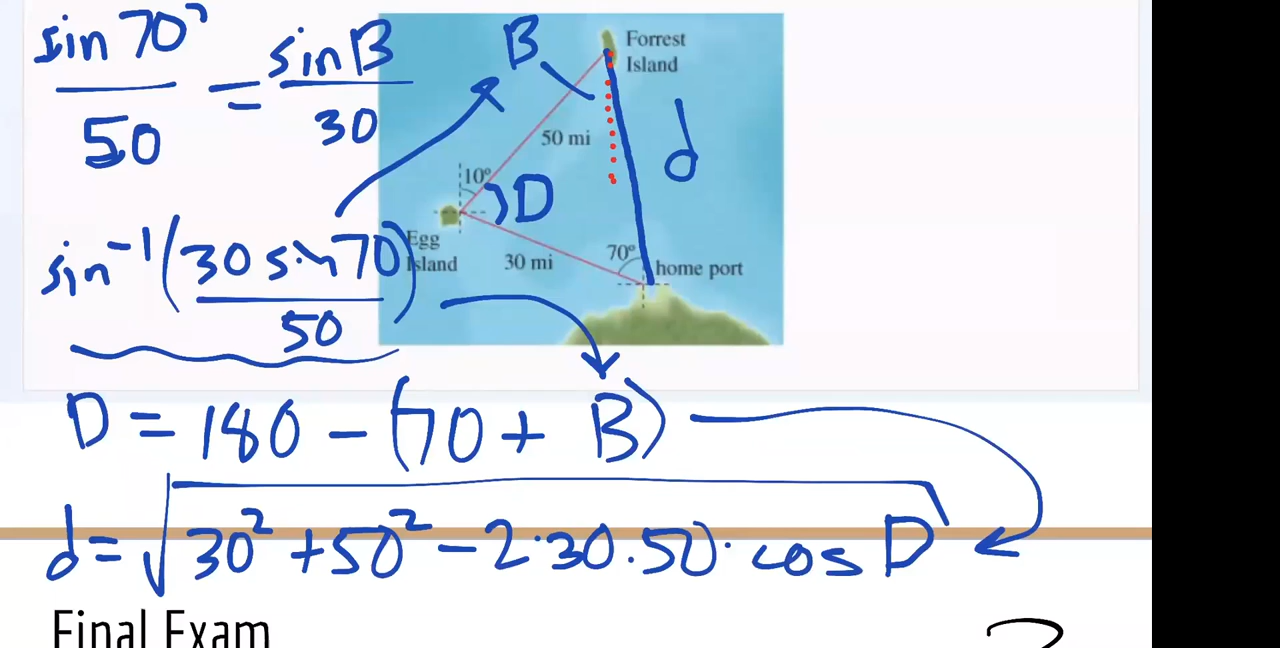 sin 70° / 50 = sin B / 30
sin⁻¹(30 sin 70 / 50)
B
Forrest
Island
50 mi
d
10°
D
Egg
Island
30 mi
70°
home port
D = 180 - (70 + B)
d = √(30² + 50² - 2·30·50·cos D)
Final Exam